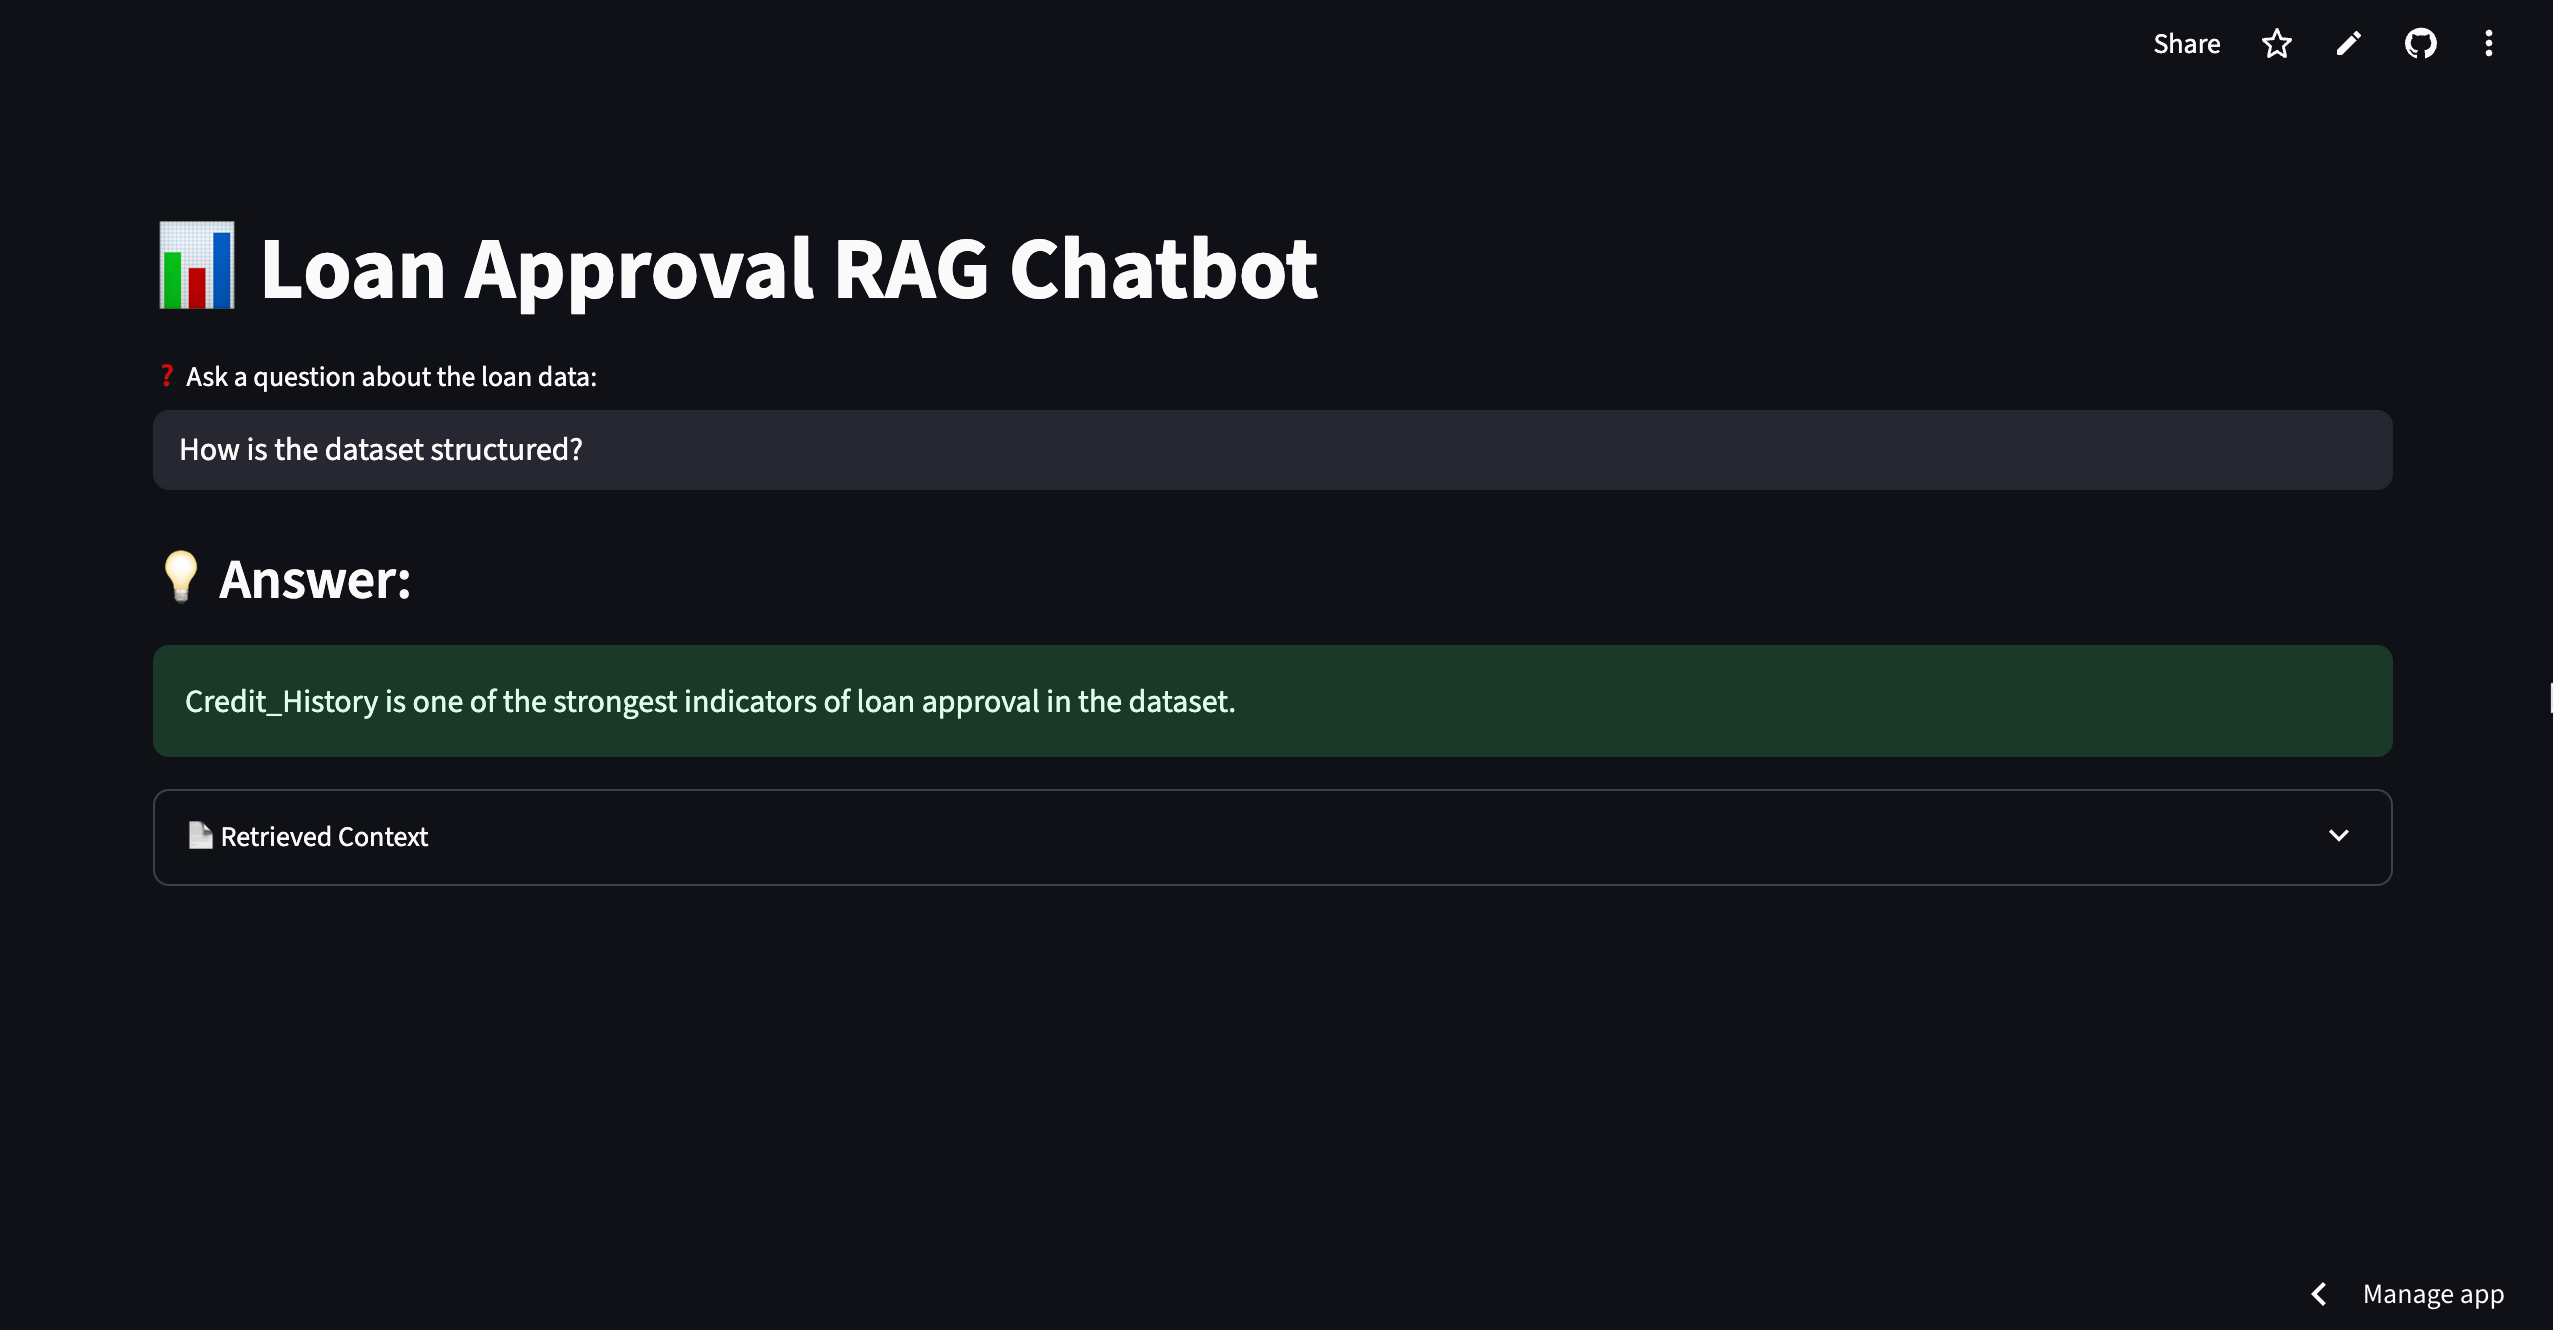 Share
📊 Loan Approval RAG Chatbot
❓ Ask a question about the loan data:
How is the dataset structured?
💡 Answer:
Credit_History is one of the strongest indicators of loan approval in the dataset.
📄 Retrieved Context
Manage app